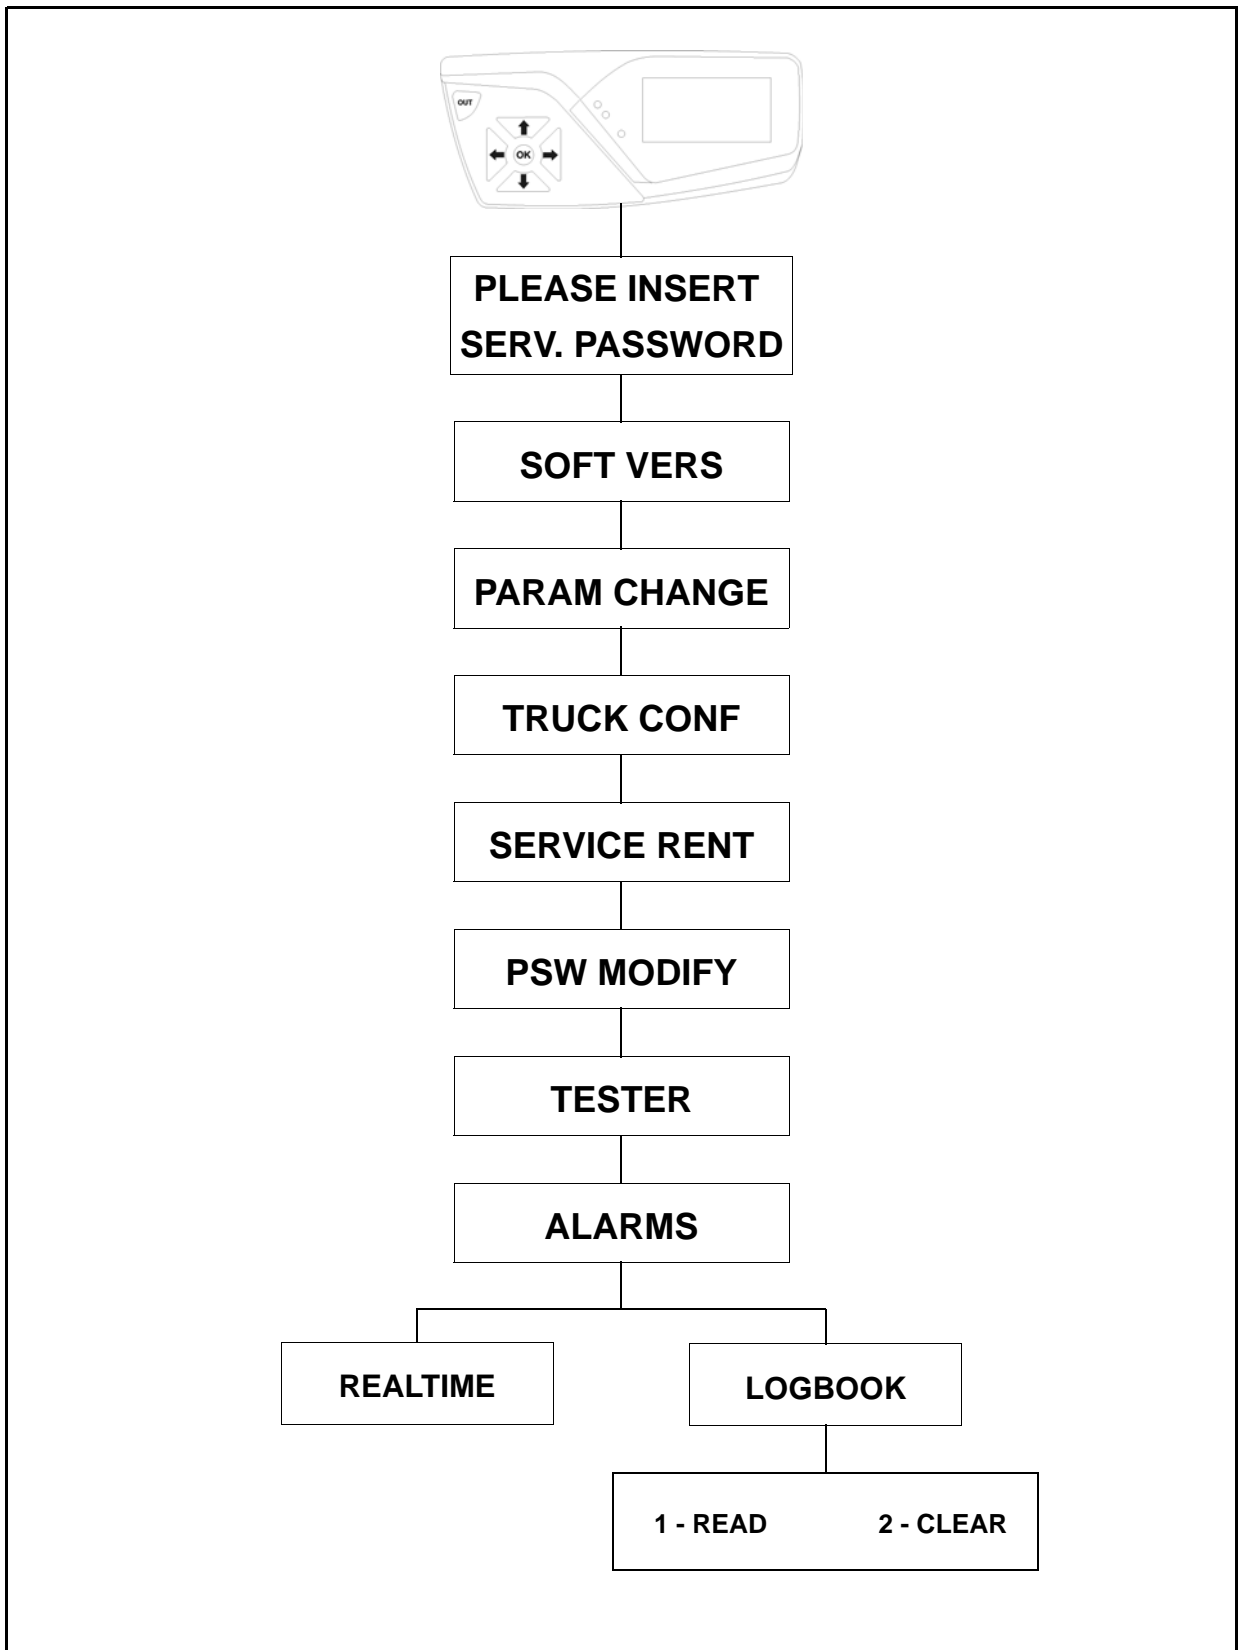 OUT
OK
PLEASE INSERT
SERV. PASSWORD
SOFT VERS
PARAM CHANGE
TRUCK CONF
SERVICE RENT
PSW MODIFY
TESTER
ALARMS
REALTIME
LOGBOOK
1 - READ 2 - CLEAR